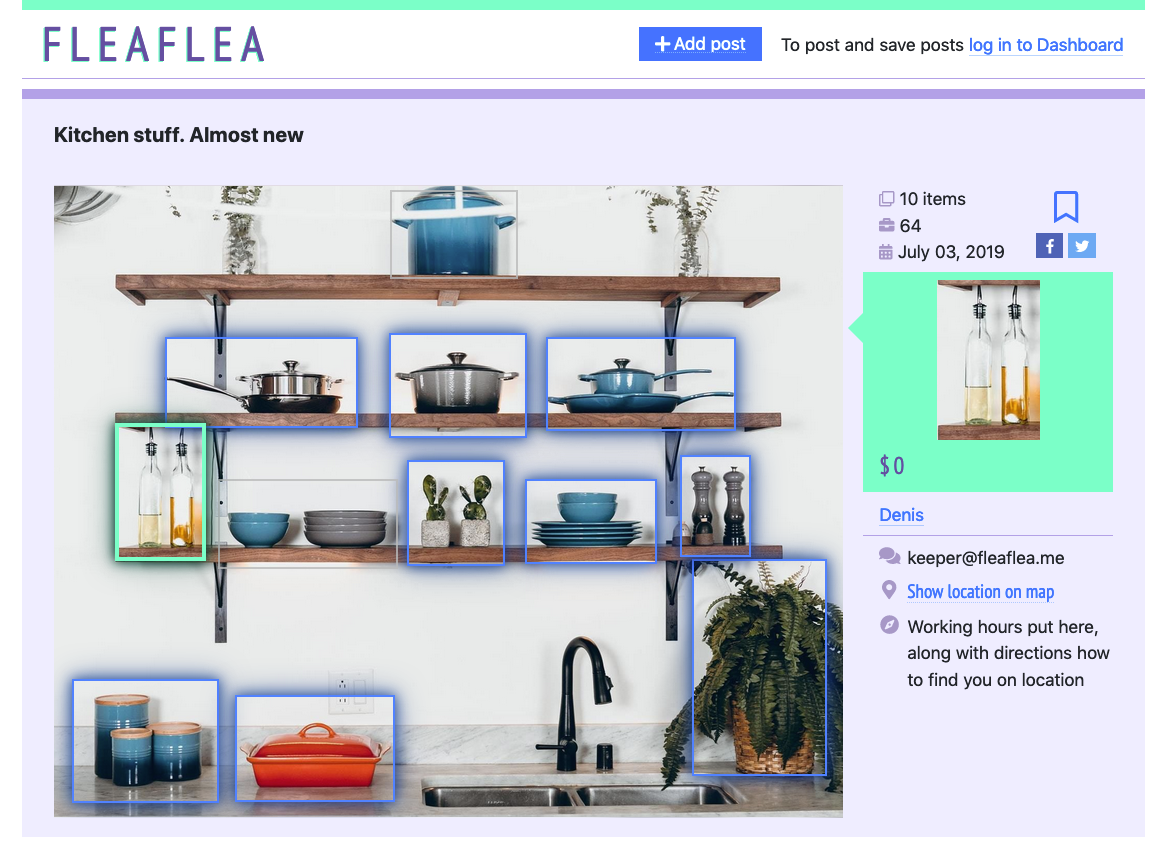 FLEAFLEA
Add post
To post and save posts log in to Dashboard
Kitchen stuff. Almost new
10 items
64
July 03, 2019
$0
Denis
keeper@fleaflea.me
Show location on map
Working hours put here,
along with directions how
to find you on location